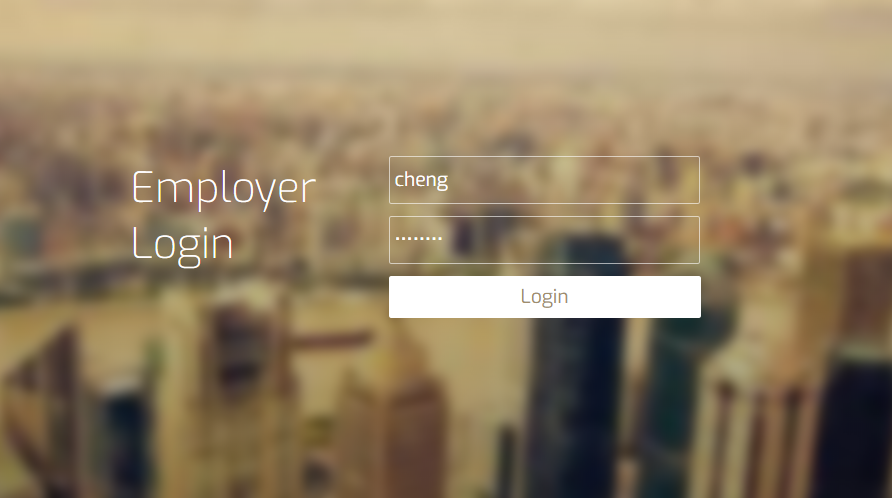 Employer
Login
cheng
••••••••
Login